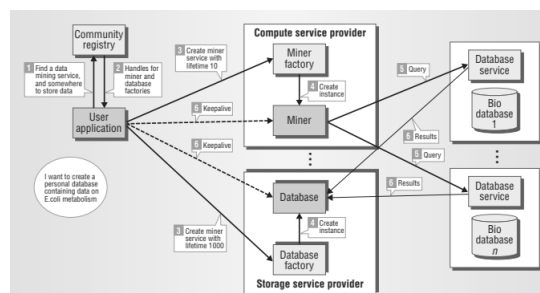 Community
registry
1 Find a data
mining service,
and somewhere
to store data
2 Handles for
miner and
database
factories
User
application
I want to create a
personal database
containing data on
E.coli metabolism
3 Create miner
service with
lifetime 10
6 Keepalive
6 Keepalive
3 Create miner
service with
lifetime 1000
Compute service provider
Miner
factory
4 Create
instance
Miner
Database
4 Create
instance
Database
factory
Storage service provider
5 Query
6 Results
5 Query
6 Results
Database
service
Bio
database
1
Database
service
Bio
database
n